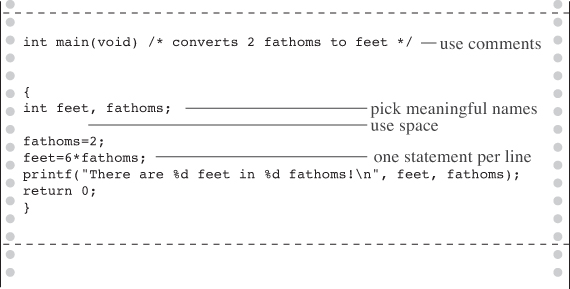 int main(void) /* converts 2 fathoms to feet */ use comments
{
int feet, fathoms; pick meaningful names
use space
fathoms=2;
feet=6*fathoms; one statement per line
printf("There are %d feet in %d fathoms!\n", feet, fathoms);
return 0;
}